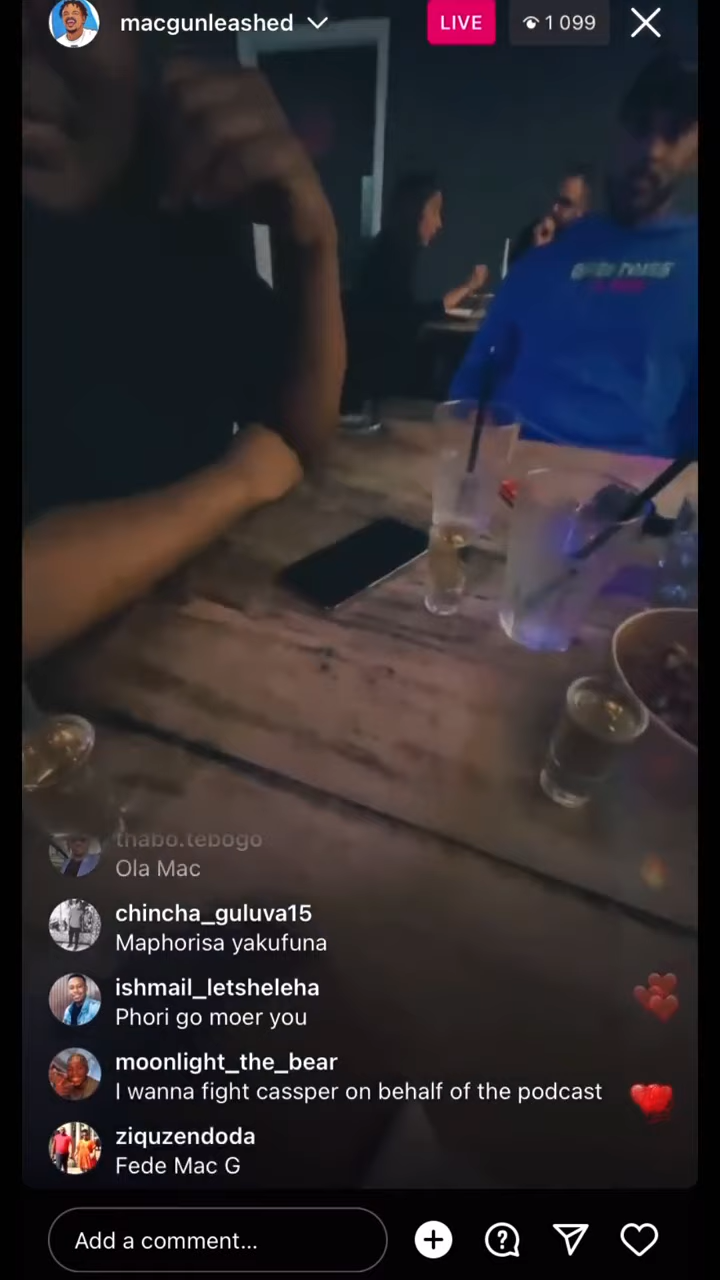 macgunleashed
LIVE
1 099
thabo.tebogo
Ola Mac
chincha_guluva15
Maphorisa yakufuna
ishmail_letsheleha
Phori go moer you
moonlight_the_bear
I wanna fight cassper on behalf of the podcast
ziquzendoda
Fede Mac G
Add a comment...